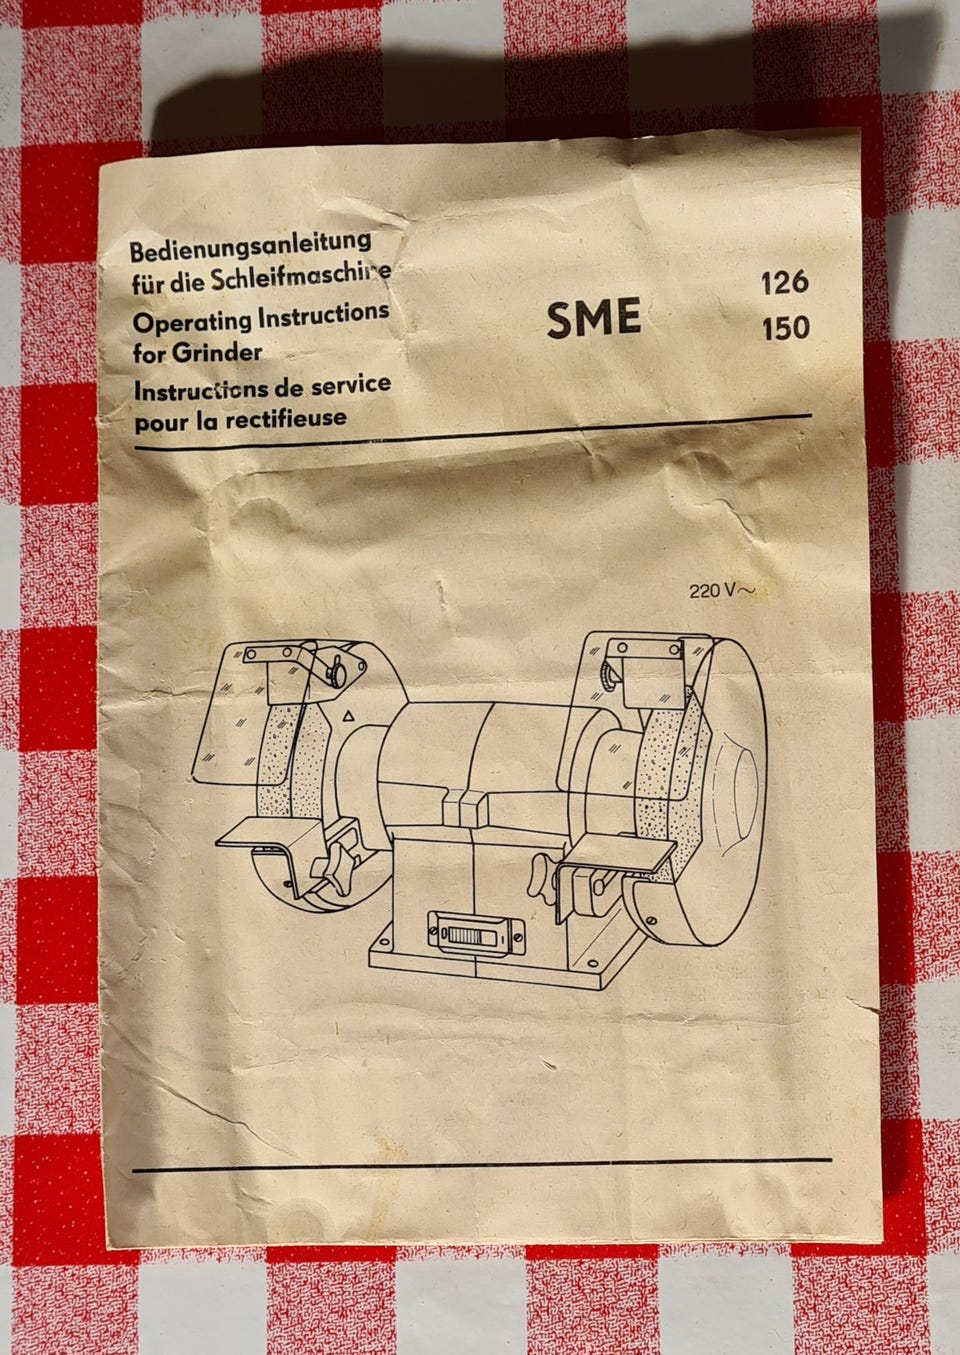 Bedienungsanleitung
für die Schleifmaschine
Operating Instructions
for Grinder
Instructions de service
pour la rectifieuse
SME
126
150
220 V~